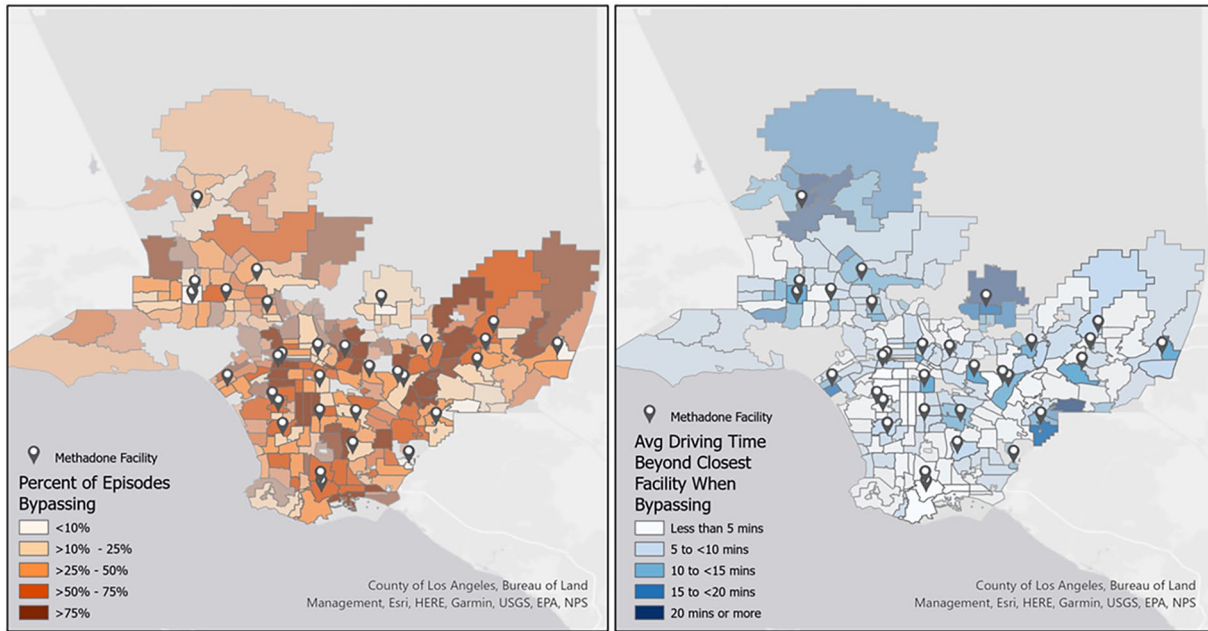 Methadone Facility
Percent of Episodes
Bypassing
<10%
>10% - 25%
>25% - 50%
>50% - 75%
>75%
County of Los Angeles, Bureau of Land
Management, Esri, HERE, Garmin, USGS, EPA, NPS
Methadone Facility
Avg Driving Time
Beyond Closest
Facility When
Bypassing
Less than 5 mins
5 to <10 mins
10 to <15 mins
15 to <20 mins
20 mins or more
County of Los Angeles, Bureau of Land
Management, Esri, HERE, Garmin, USGS, EPA, NPS